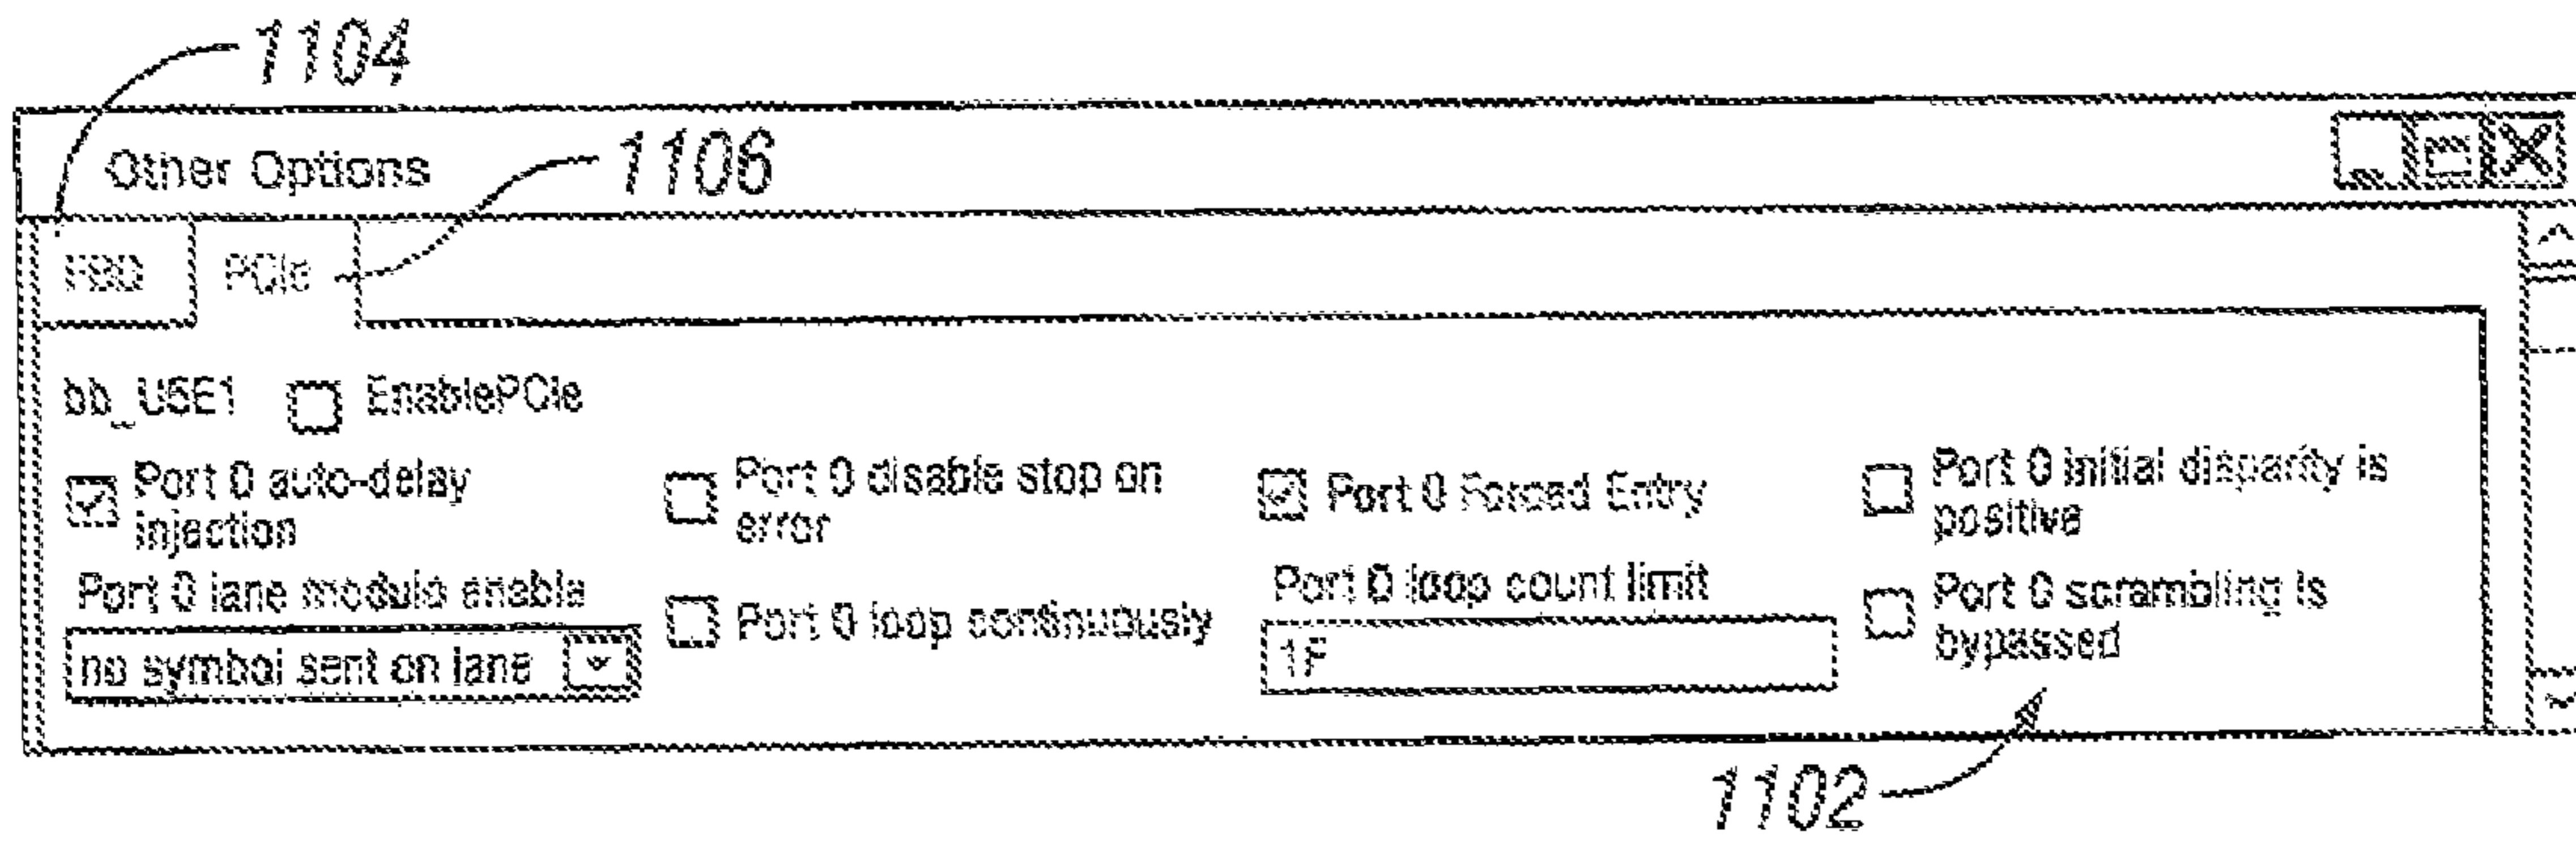 1104
Other Options
1106
FBD PCIe
bb_USE1 EnablePCIe
Port 0 auto-delay
injection
Port 0 disable stop on
error
Port 0 Forced Entry
Port 0 initial disparity is
positive
Port 0 lane module enable
no symbol sent on lane
Port 0 loop continuously
Port 0 loop count limit
1F
Port 0 scrambling is
bypassed
1102